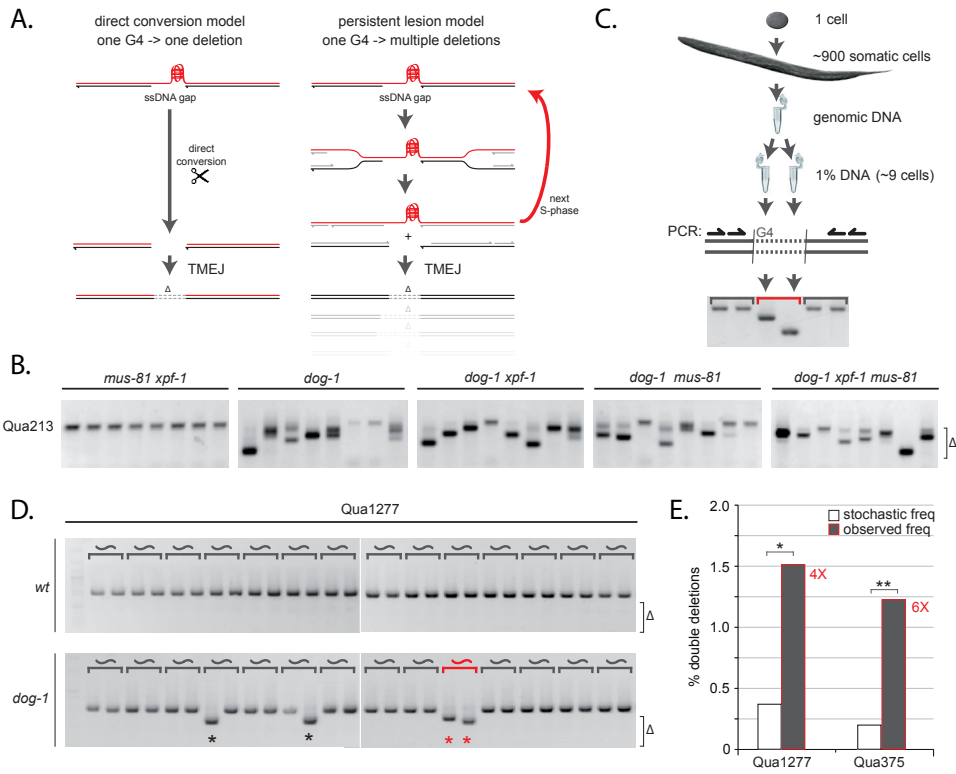 A.
direct conversion model
one G4 -> one deletion
ssDNA gap
direct
conversion
TMEJ
Δ
persistent lesion model
one G4 -> multiple deletions
ssDNA gap
next
S-phase
+
TMEJ
Δ
Δ
Δ
Δ
C.
1 cell
~900 somatic cells
genomic DNA
1% DNA (~9 cells)
PCR:
G4
B.
mus-81 xpf-1
dog-1
dog-1 xpf-1
dog-1 mus-81
dog-1 xpf-1 mus-81
Qua213
Δ
D.
Qua1277
wt
Δ
dog-1
Δ
* * * *
E.
stochastic freq
observed freq
% double deletions
2.0
1.5
1.0
0.5
0
*
4X
**
6X
Qua1277
Qua375